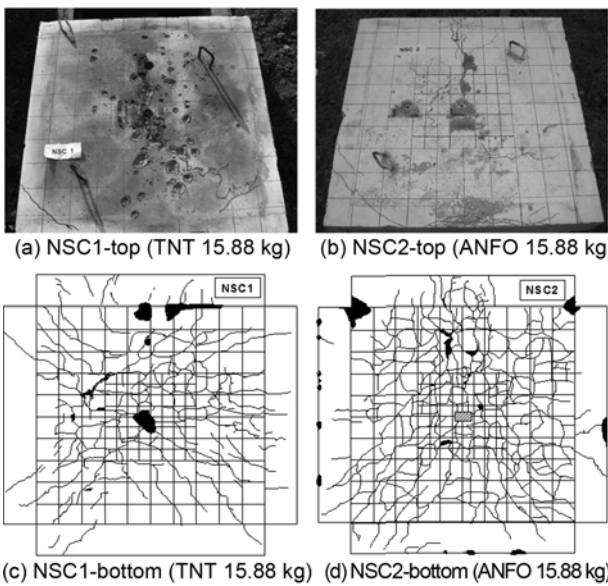 NSC 1
NSC 2
(a) NSC1-top (TNT 15.88 kg)
(b) NSC2-top (ANFO 15.88 kg
NSC1
NSC2
(c) NSC1-bottom (TNT 15.88 kg)
(d) NSC2-bottom (ANFO 15.88 kg